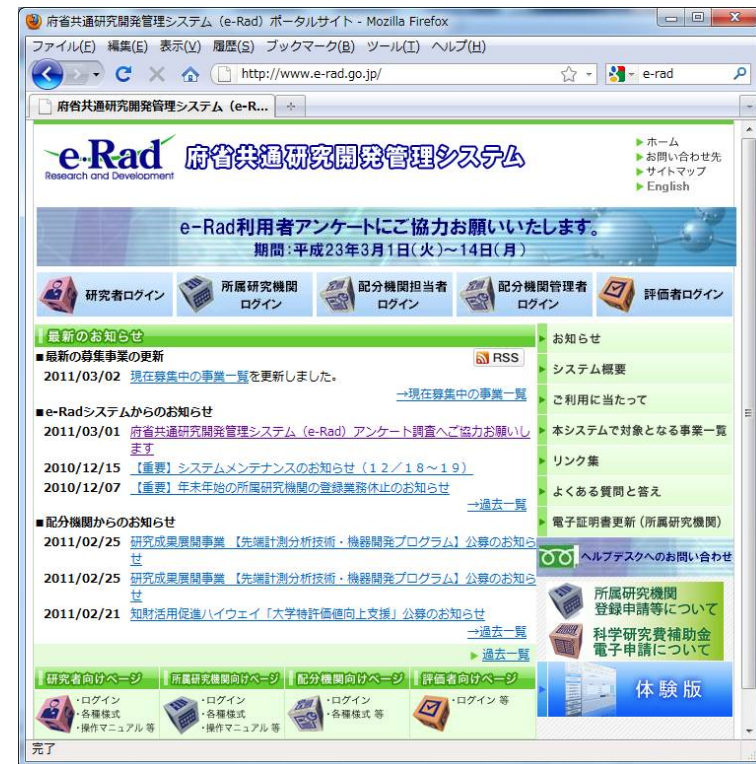 府省共通研究開発管理システム（e-Rad）ポータルサイト - Mozilla Firefox
ファイル(F) 編集(E) 表示(V) 履歴(S) ブックマーク(B) ツール(T) ヘルプ(H)
http://www.e-rad.go.jp/
e-rad
府省共通研究開発管理システム（e-R...
e-Rad
Research and Development
府省共通研究開発管理システム
ホーム
お問い合わせ先
サイトマップ
English
e-Rad利用者アンケートにご協力お願いいたします。
期間:平成23年3月1日(火)～14日(月)
研究者ログイン
所属研究機関
ログイン
配分機関担当者
ログイン
配分機関管理者
ログイン
評価者ログイン
最新のお知らせ
■最新の募集事業の更新
RSS
2011/03/02 現在募集中の事業一覧を更新しました。
→現在募集中の事業一覧
■e-Radシステムからのお知らせ
2011/03/01 府省共通研究開発管理システム（e-Rad）アンケート調査へご協力お願いし
ます
2010/12/15 【重要】システムメンテナンスのお知らせ（１２／１８～１９）
2010/12/07 【重要】年末年始の所属研究機関の登録業務休止のお知らせ
→過去一覧
■配分機関からのお知らせ
2011/02/25 研究成果展開事業 【先端計測分析技術・機器開発プログラム】公募のお知ら
せ
2011/02/25 研究成果展開事業 【先端計測分析技術・機器開発プログラム】公募のお知ら
せ
2011/02/21 知財活用促進ハイウェイ「大学特許価値向上支援」公募のお知らせ
→過去一覧
過去一覧
お知らせ
システム概要
ご利用に当たって
本システムで対象となる事業一覧
リンク集
よくある質問と答え
電子証明書更新（所属研究機関）
ヘルプデスクへのお問い合わせ
所属研究機関
登録申請等について
科学研究費補助金
電子申請について
体験版
研究者向けページ
・ログイン
・各種様式
・操作マニュアル 等
所属研究機関向けページ
・ログイン
・各種様式
・操作マニュアル 等
配分機関向けページ
・ログイン
・各種様式 等
評価者向けページ
・ログイン 等
完了